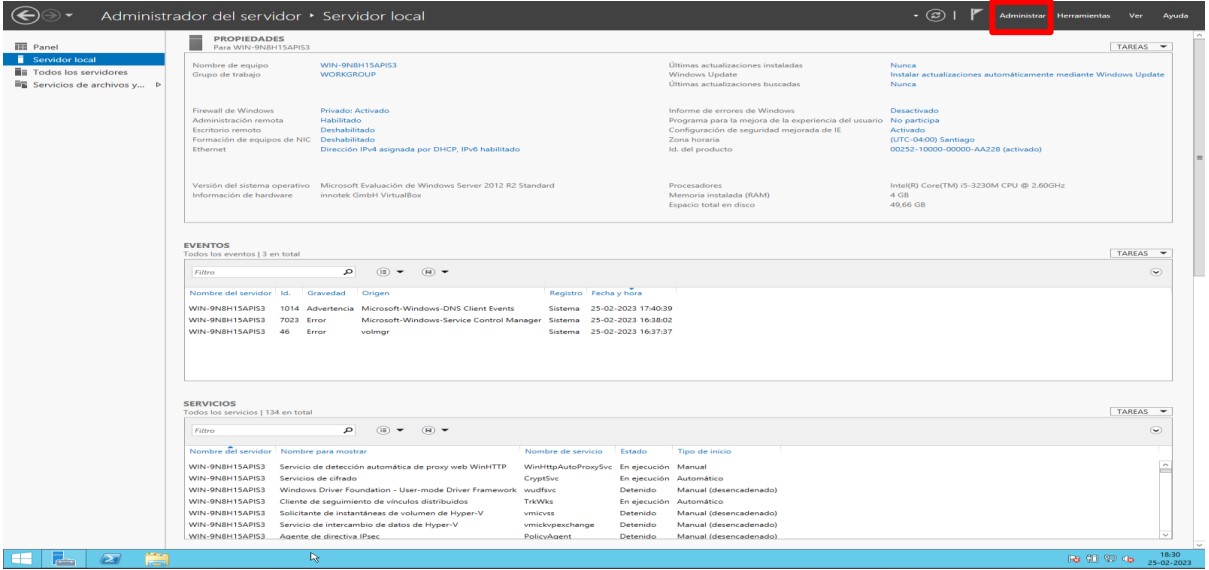 Administrador del servidor ‣ Servidor local
Administrar Herramientas Ver Ayuda
Panel
Servidor local
Todos los servidores
Servicios de archivos y...
PROPIEDADES
Para WIN-9N8H15APIS3
TAREAS
Nombre de equipo WIN-9N8H15APIS3 Últimas actualizaciones instaladas Nunca
Grupo de trabajo WORKGROUP Windows Update Instalar actualizaciones automáticamente mediante Windows Update
Últimas actualizaciones buscadas Nunca
Firewall de Windows Privado: Activado Informe de errores de Windows Desactivado
Administración remota Habilitado Programa para la mejora de la experiencia del usuario No participa
Escritorio remoto Deshabilitado Configuración de seguridad mejorada de IE Activado
Formación de equipos de NIC Deshabilitado Zona horaria (UTC-04:00) Santiago
Ethernet Dirección IPv4 asignada por DHCP, IPv6 habilitado Id. del producto 00252-10000-00000-AA228 (activado)
Versión del sistema operativo Microsoft Evaluación de Windows Server 2012 R2 Standard Procesadores Intel(R) Core(TM) i5-3230M CPU @ 2.60GHz
Información de hardware innotek GmbH VirtualBox Memoria instalada (RAM) 4 GB
Espacio total en disco 49,66 GB
EVENTOS
Todos los eventos | 3 en total
TAREAS
Filtro
Nombre del servidor Id. Gravedad Origen Registro Fecha y hora
WIN-9N8H15APIS3 1014 Advertencia Microsoft-Windows-DNS Client Events Sistema 25-02-2023 17:40:39
WIN-9N8H15APIS3 7023 Error Microsoft-Windows-Service Control Manager Sistema 25-02-2023 16:38:02
WIN-9N8H15APIS3 46 Error volmgr Sistema 25-02-2023 16:37:37
SERVICIOS
Todos los servicios | 134 en total
TAREAS
Filtro
Nombre del servidor Nombre para mostrar Nombre de servicio Estado Tipo de inicio
WIN-9N8H15APIS3 Servicio de detección automática de proxy web WinHTTP WinHttpAutoProxySvc En ejecución Manual
WIN-9N8H15APIS3 Servicios de cifrado CryptSvc En ejecución Automático
WIN-9N8H15APIS3 Windows Driver Foundation - User-mode Driver Framework wudfsvc Detenido Manual (desencadenado)
WIN-9N8H15APIS3 Cliente de seguimiento de vínculos distribuidos TrkWks En ejecución Automático
WIN-9N8H15APIS3 Solicitante de instantáneas de volumen de Hyper-V vmicvss Detenido Manual (desencadenado)
WIN-9N8H15APIS3 Servicio de intercambio de datos de Hyper-V vmickvpexchange Detenido Manual (desencadenado)
WIN-9N8H15APIS3 Agente de directiva IPsec PolicyAgent Detenido Manual (desencadenado)
18:30
25-02-2023